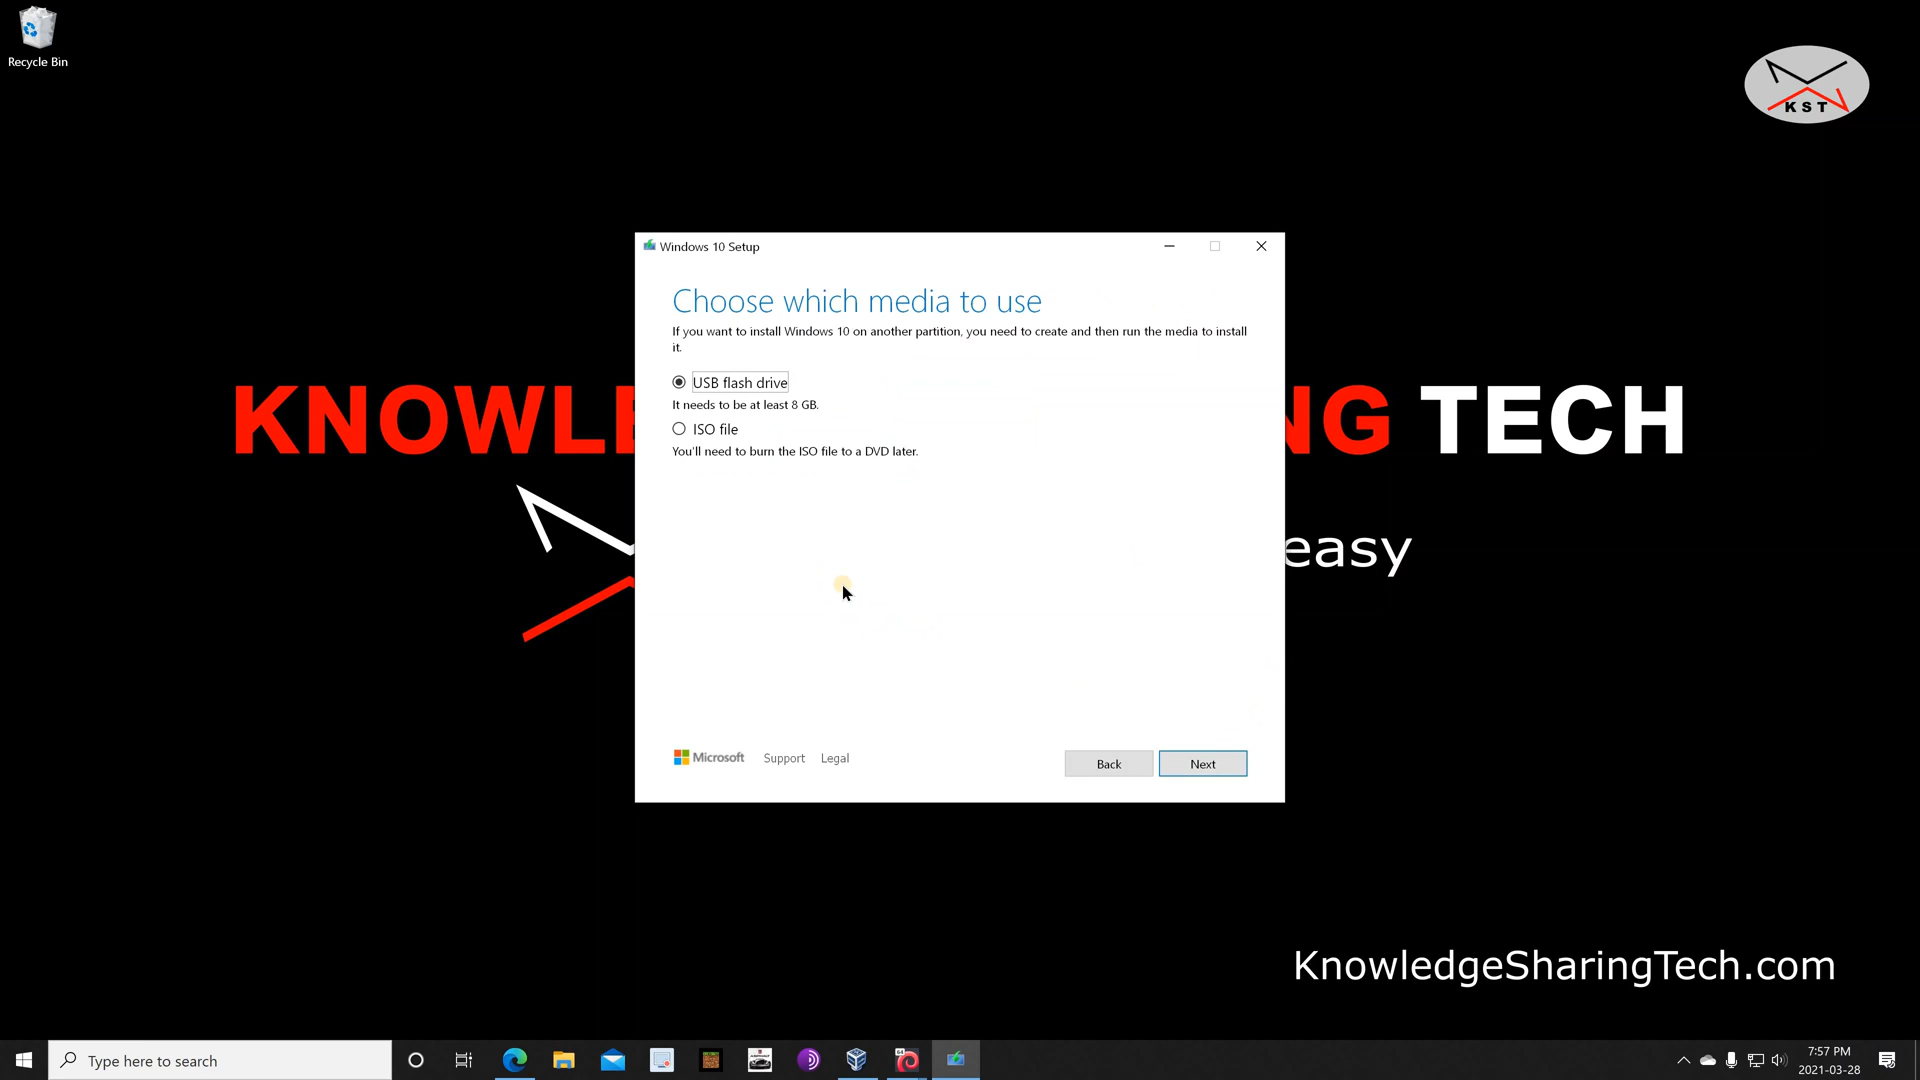 Recycle Bin
KST
Windows 10 Setup
Choose which media to use
If you want to install Windows 10 on another partition, you need to create and then run the media to install
it.
USB flash drive
It needs to be at least 8 GB.
ISO file
You'll need to burn the ISO file to a DVD later.
KNOWLE NG TECH
easy
Microsoft Support Legal Back Next
KnowledgeSharingTech.com
Type here to search
7:57 PM
2021-03-28